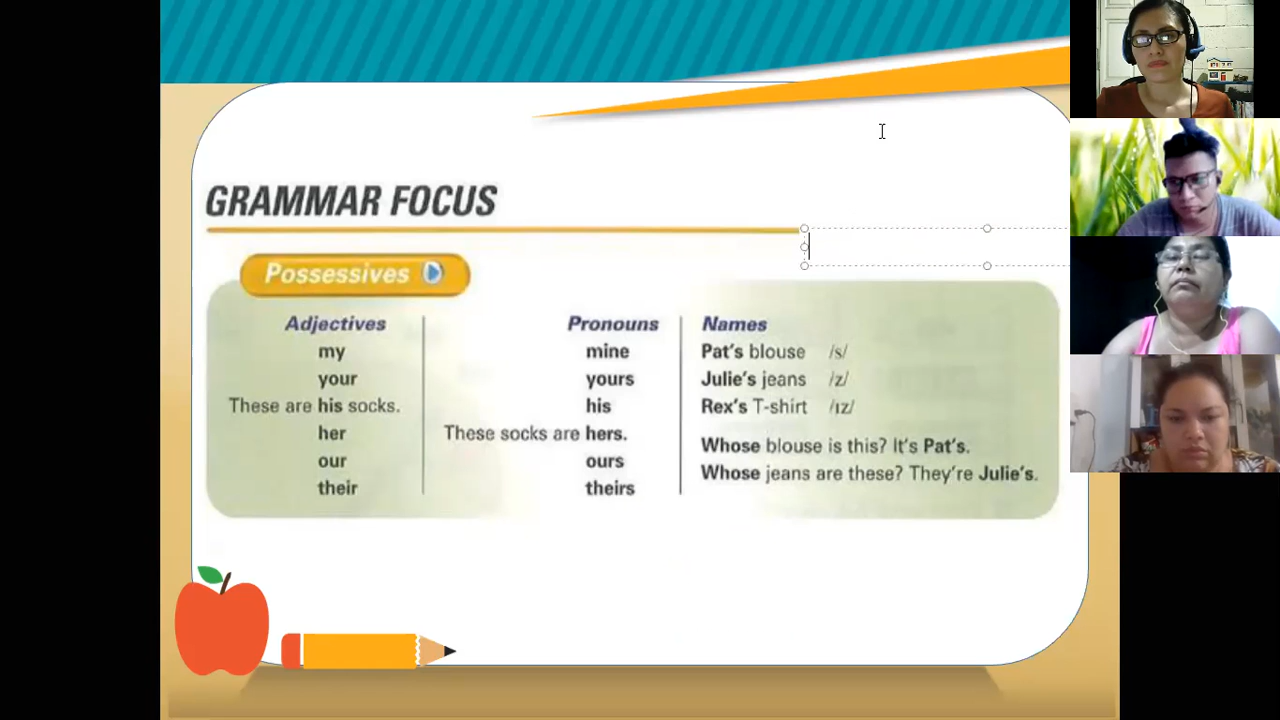 GRAMMAR FOCUS
Possessives
Adjectives
my
your
These are his socks.
her
our
their
Pronouns
mine
yours
his
These socks are hers.
ours
theirs
Names
Pat's blouse /s/
Julie's jeans /z/
Rex's T-shirt /ɪz/
Whose blouse is this? It's Pat's.
Whose jeans are these? They're Julie's.